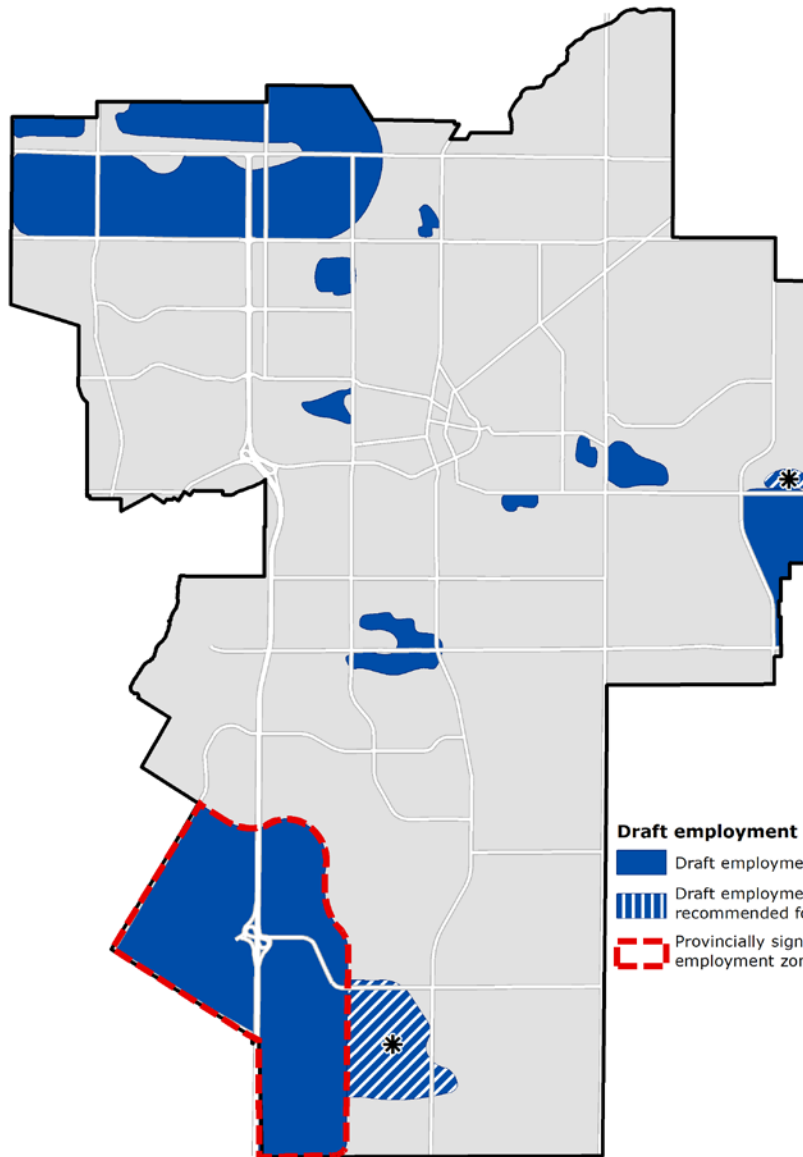 Draft employment
Draft employme
Draft employme
recommended fo
Provincially sign
employment zon